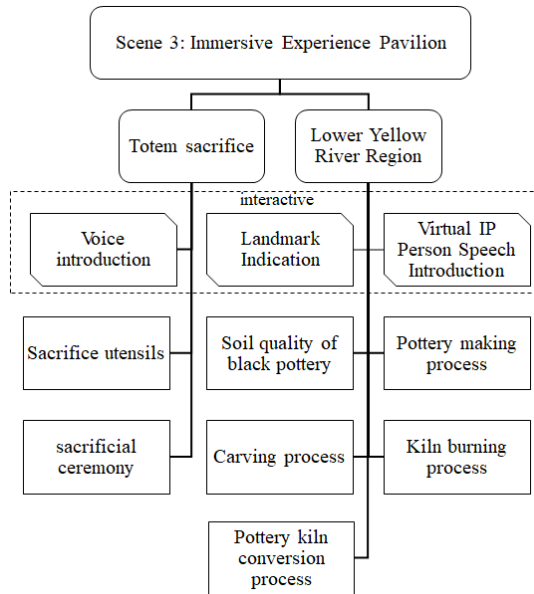 Scene 3: Immersive Experience Pavilion
Totem sacrifice
Lower Yellow
River Region
interactive
Voice
introduction
Landmark
Indication
Virtual IP
Person Speech
Introduction
Sacrifice utensils
Soil quality of
black pottery
Pottery making
process
sacrificial
ceremony
Carving process
Kiln burning
process
Pottery kiln
conversion
process